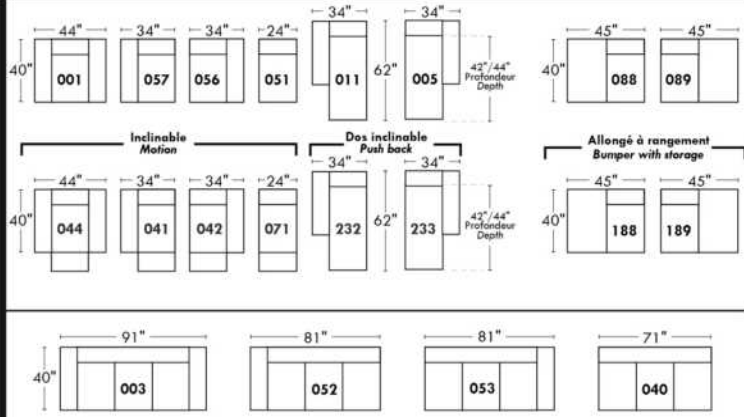 44" 34" 34" 24" 34" 34" 45" 45"
40" 001 057 056 051 011 62" 005 42"/44" 40" 088 089
Profondeur
Depth
Inclinable
Motion
Dos inclinable
Push back
Allongé à rangement
Bumper with storage
44" 34" 34" 24" 34" 34" 45" 45"
40" 044 041 042 071 232 62" 233 42"/44" 40" 188 189
Profondeur
Depth
91" 81" 81" 71"
40" 003 052 053 040